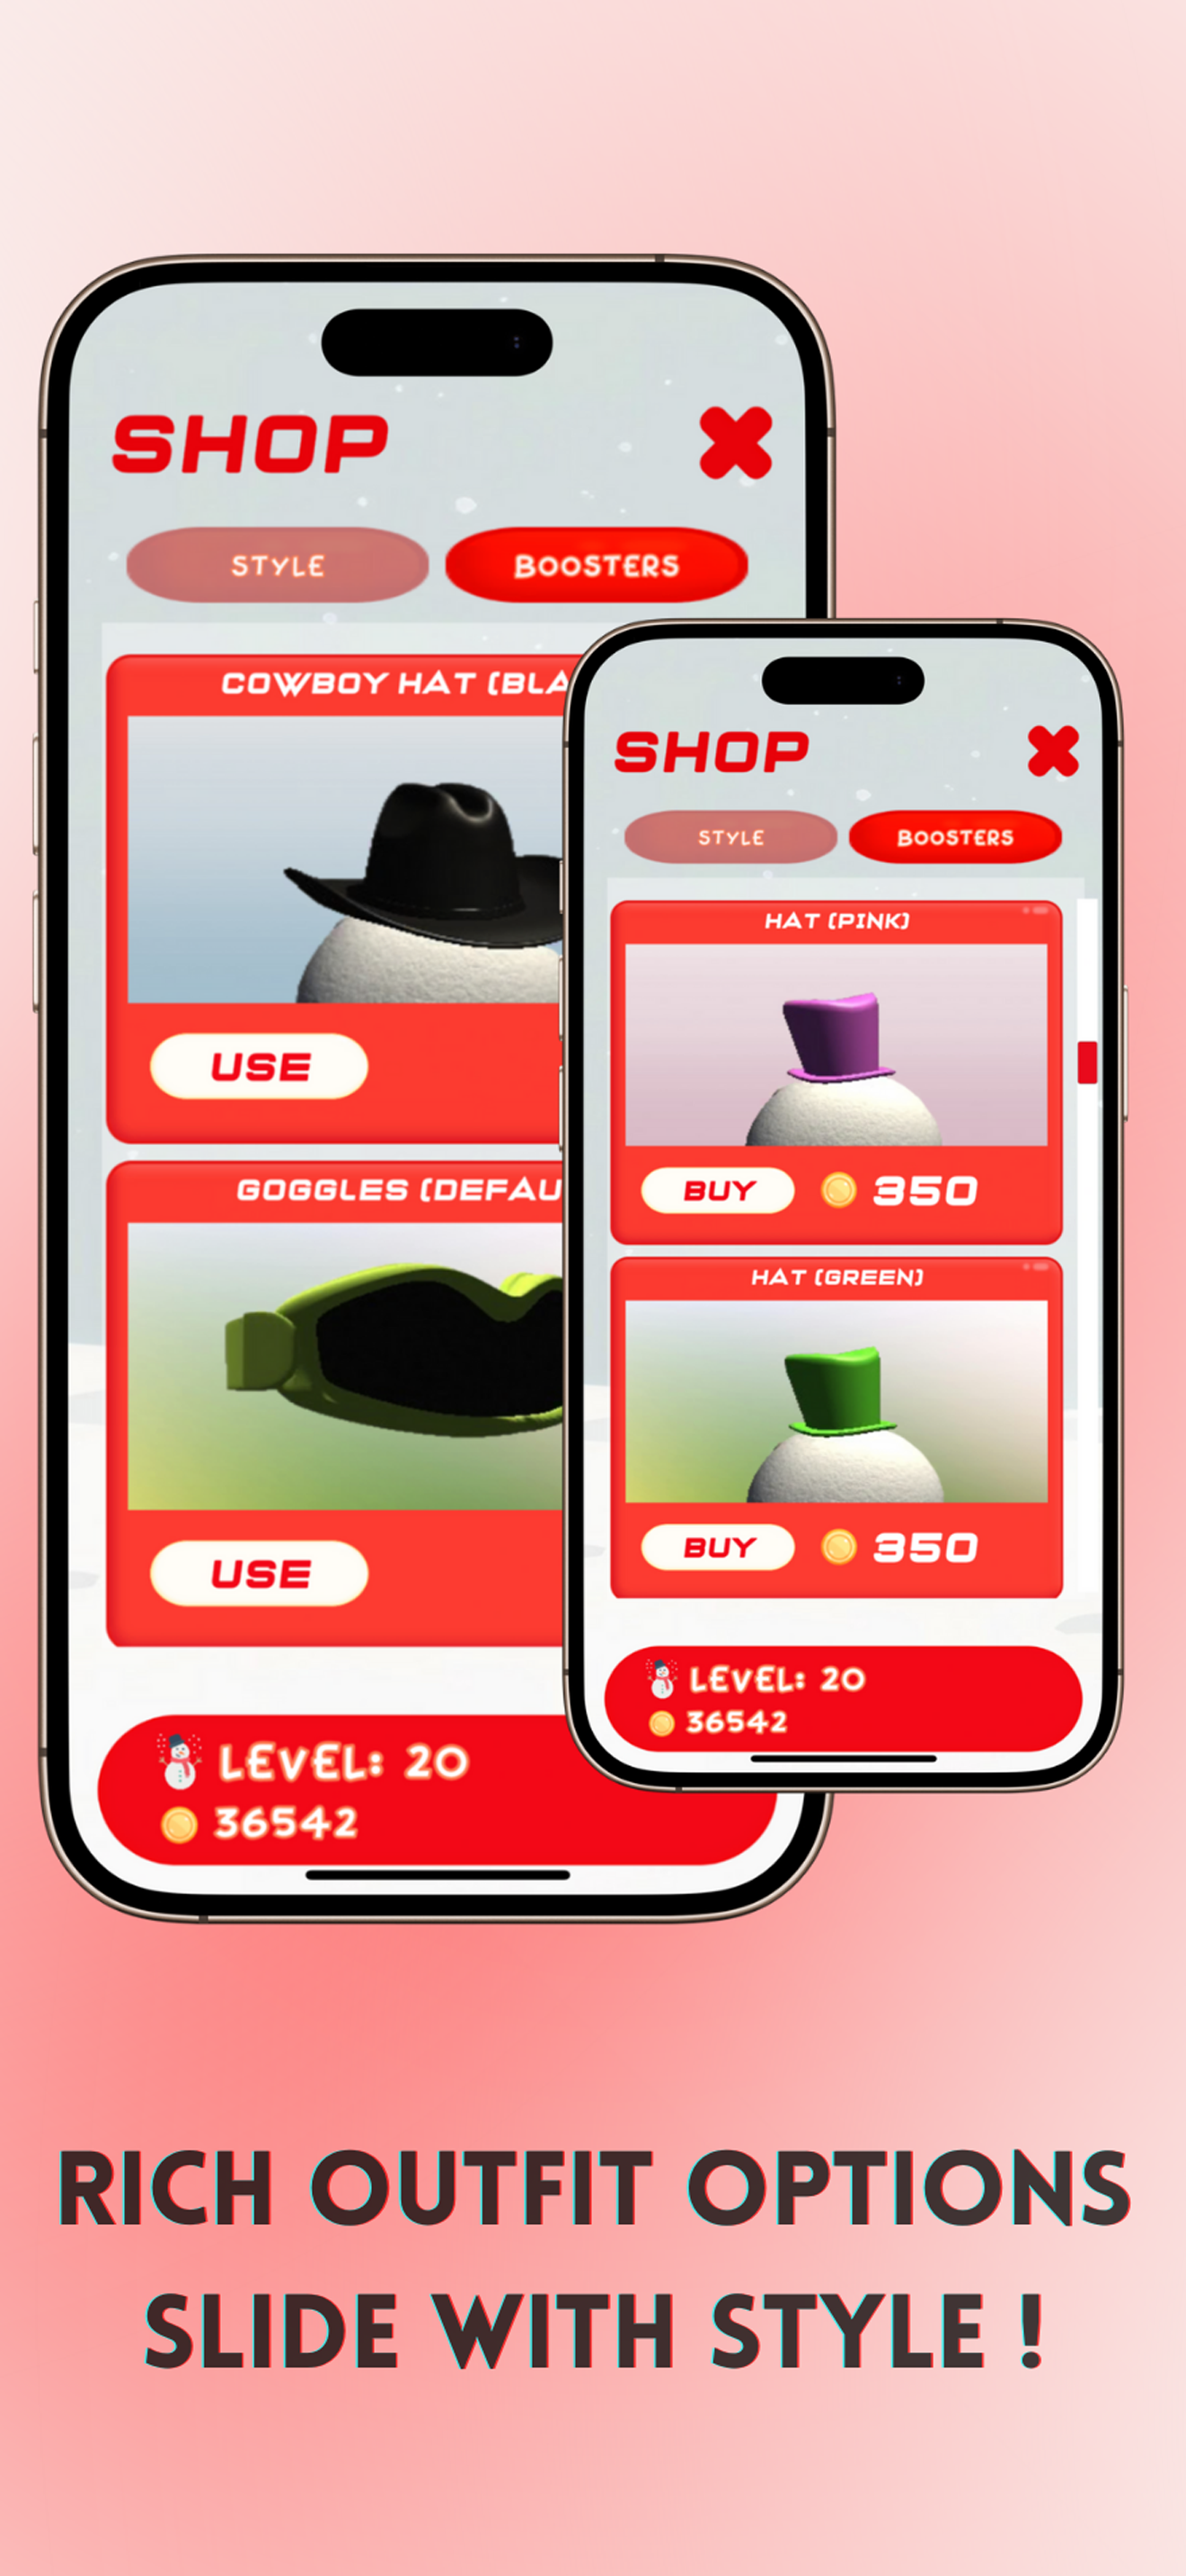 SHOP
STYLE BOOSTERS
COWBOY HAT (BLA
USE
GOGGLES (DEFAU
USE
LEVEL: 20
36542
SHOP
STYLE BOOSTERS
HAT (PINK)
BUY 350
HAT (GREEN)
BUY 350
LEVEL: 20
36542
RICH OUTFIT OPTIONS
SLIDE WITH STYLE !